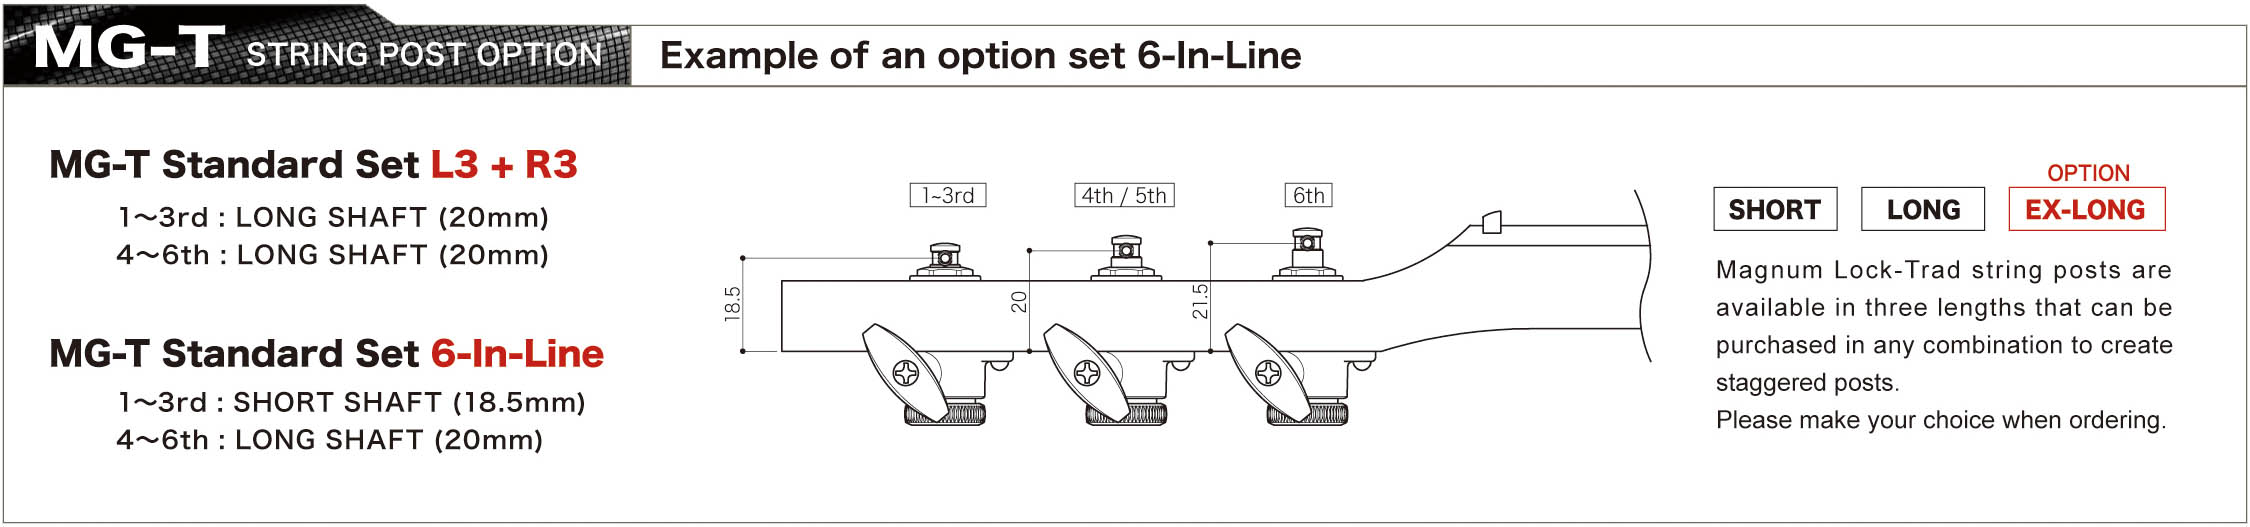 MG-T STRING POST OPTION
Example of an option set 6-In-Line
MG-T Standard Set L3 + R3
1〜3rd : LONG SHAFT (20mm)
4〜6th : LONG SHAFT (20mm)
MG-T Standard Set 6-In-Line
1〜3rd : SHORT SHAFT (18.5mm)
4〜6th : LONG SHAFT (20mm)
1~3rd
4th / 5th
6th
18.5
20
21.5
OPTION
SHORT
LONG
EX-LONG
Magnum Lock-Trad string posts are
available in three lengths that can be
purchased in any combination to create
staggered posts.
Please make your choice when ordering.